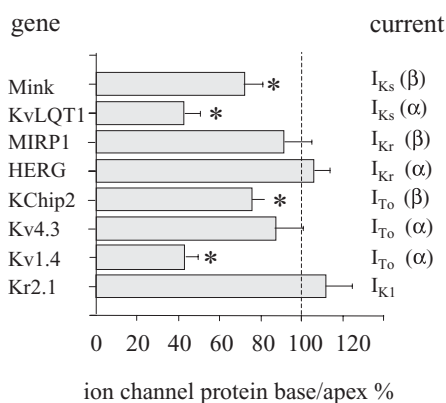 gene current
Mink * I_Ks (β)
KvLQT1 * I_Ks (α)
MIRP1 I_Kr (β)
HERG I_Kr (α)
KChip2 * I_To (β)
Kv4.3 I_To (α)
Kv1.4 * I_To (α)
Kr2.1 I_K1
0 20 40 60 80 100 120
ion channel protein base/apex %